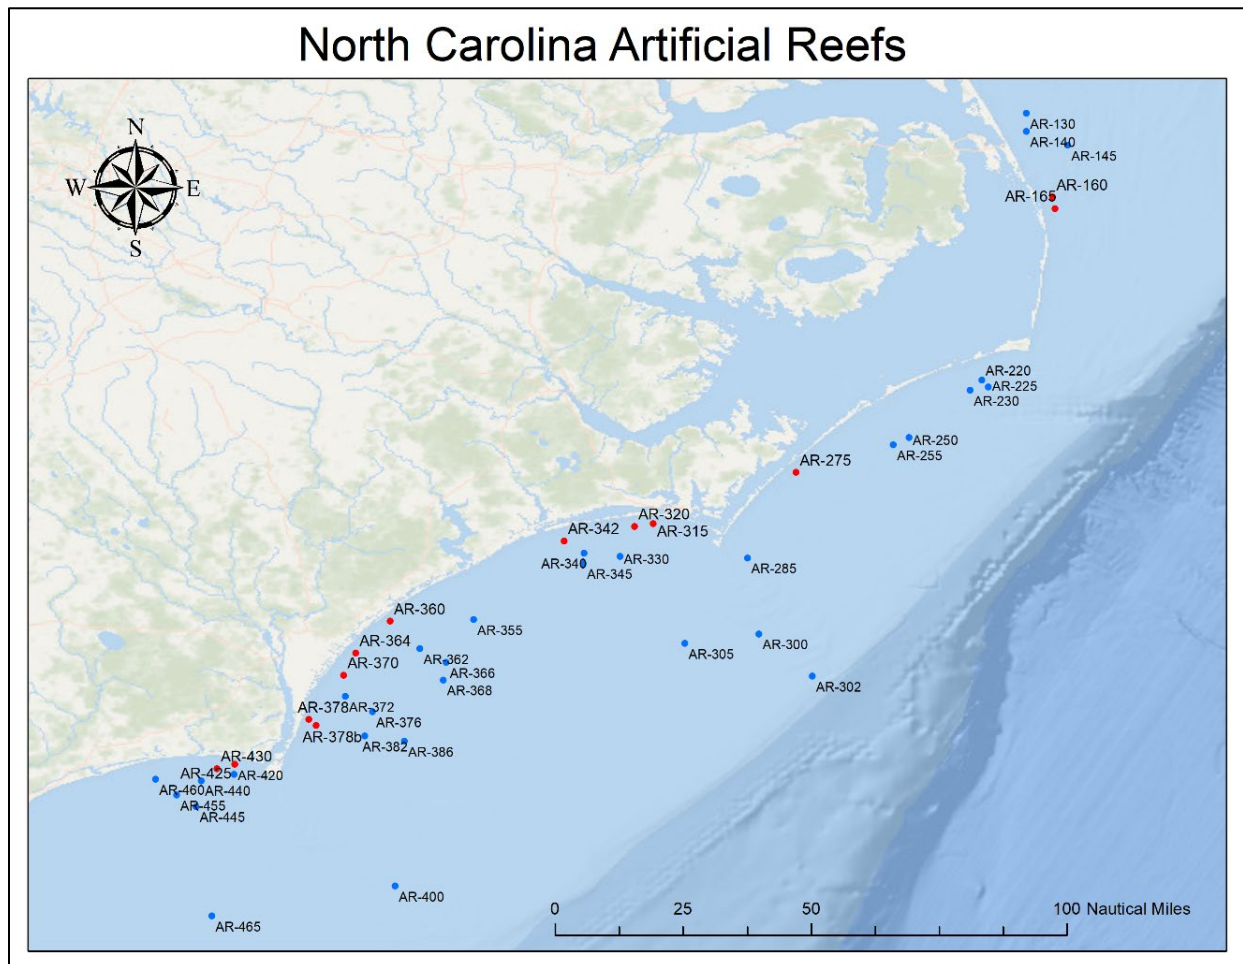 North Carolina Artificial Reefs
N
W E
S
AR-130
AR-140
AR-145
AR-160
AR-165
AR-220
AR-225
AR-230
AR-250
AR-255
AR-275
AR-320
AR-315
AR-342
AR-330
AR-340
AR-345
AR-285
AR-360
AR-355
AR-300
AR-364
AR-305
AR-362
AR-370
AR-366
AR-302
AR-368
AR-378
AR-372
AR-376
AR-378b
AR-382
AR-386
AR-430
AR-425
AR-420
AR-460
AR-440
AR-455
AR-445
AR-400
AR-465
0 25 50 100 Nautical Miles